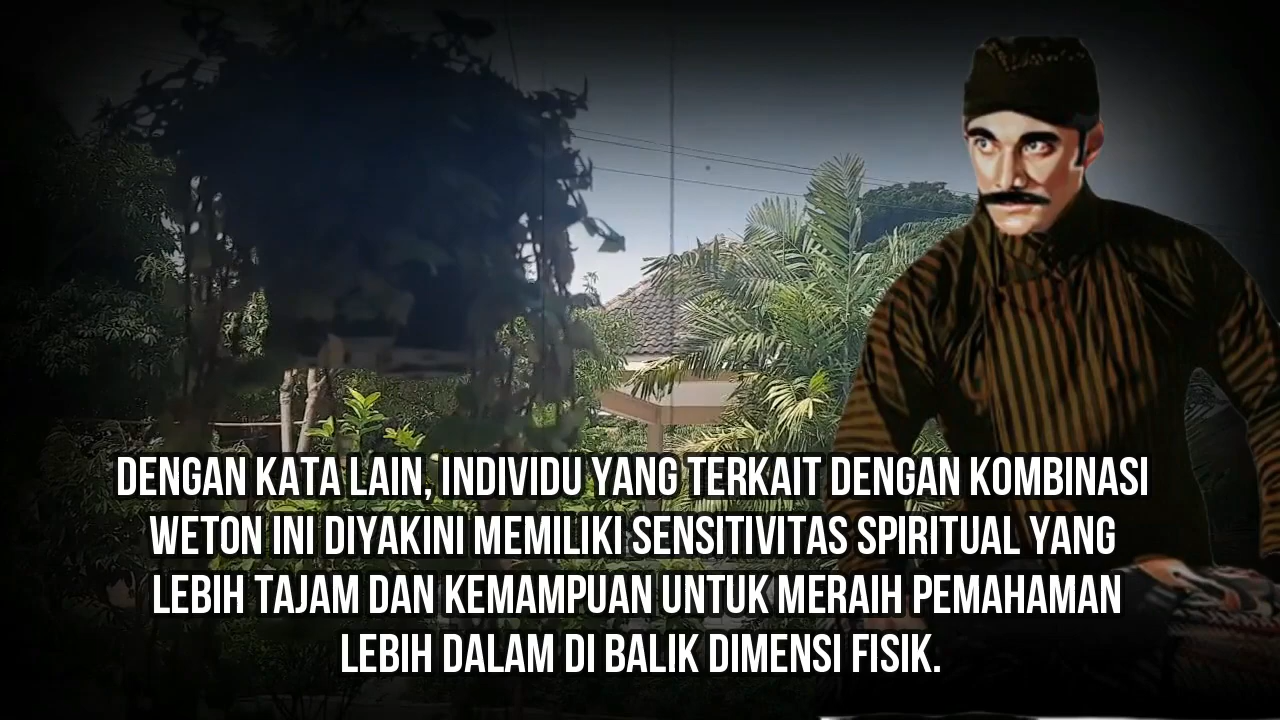 DENGAN KATA LAIN, INDIVIDU YANG TERKAIT DENGAN KOMBINASI
WETON INI DIYAKINI MEMILIKI SENSITIVITAS SPIRITUAL YANG
LEBIH TAJAM DAN KEMAMPUAN UNTUK MERAIH PEMAHAMAN
LEBIH DALAM DI BALIK DIMENSI FISIK.